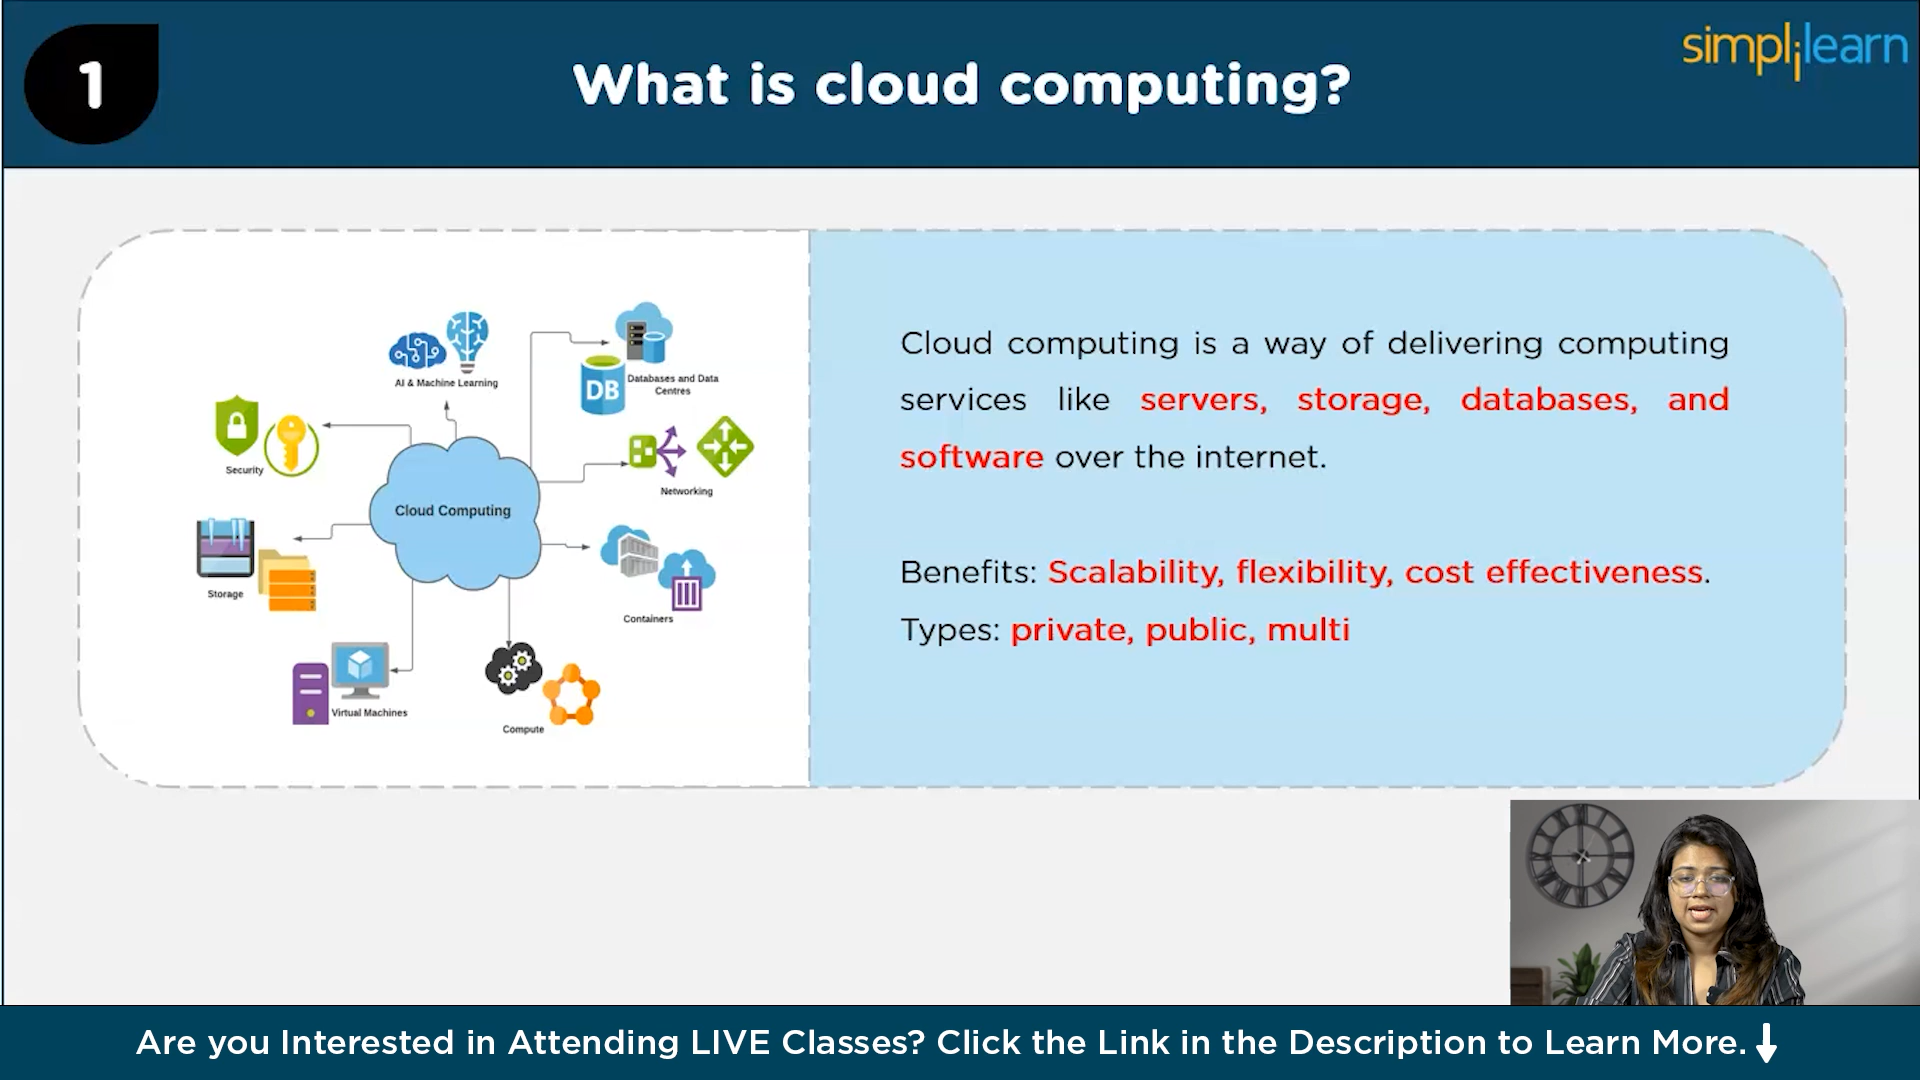 1
What is cloud computing?
simplilearn
AI & Machine Learning
DB
Databases and Data
Centres
Security
Networking
Cloud Computing
Storage
Containers
Virtual Machines
Compute
Cloud computing is a way of delivering computing
services like servers, storage, databases, and
software over the internet.
Benefits: Scalability, flexibility, cost effectiveness.
Types: private, public, multi
Are you Interested in Attending LIVE Classes? Click the Link in the Description to Learn More.